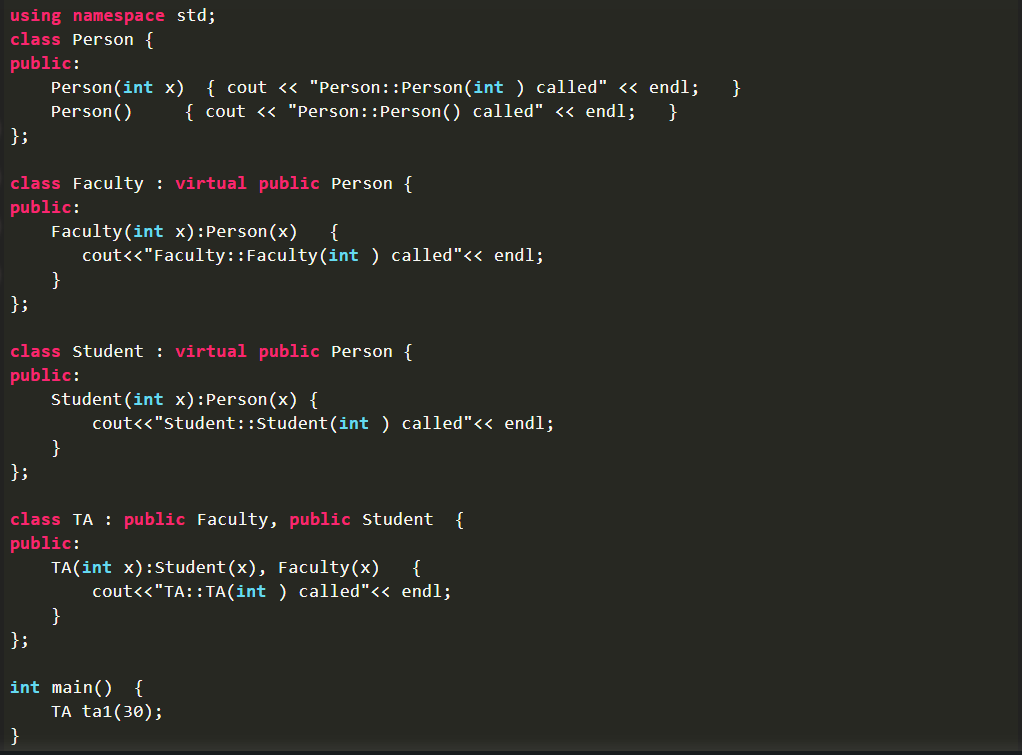 using namespace std;
class Person {
public:
    Person(int x)  { cout << "Person::Person(int ) called" << endl;   }
    Person()     { cout << "Person::Person() called" << endl;   }
};

class Faculty : virtual public Person {
public:
    Faculty(int x):Person(x)   {
       cout<<"Faculty::Faculty(int ) called"<< endl;
    }
};

class Student : virtual public Person {
public:
    Student(int x):Person(x) {
        cout<<"Student::Student(int ) called"<< endl;
    }
};

class TA : public Faculty, public Student  {
public:
    TA(int x):Student(x), Faculty(x)   {
        cout<<"TA::TA(int ) called"<< endl;
    }
};

int main()  {
    TA ta1(30);
}